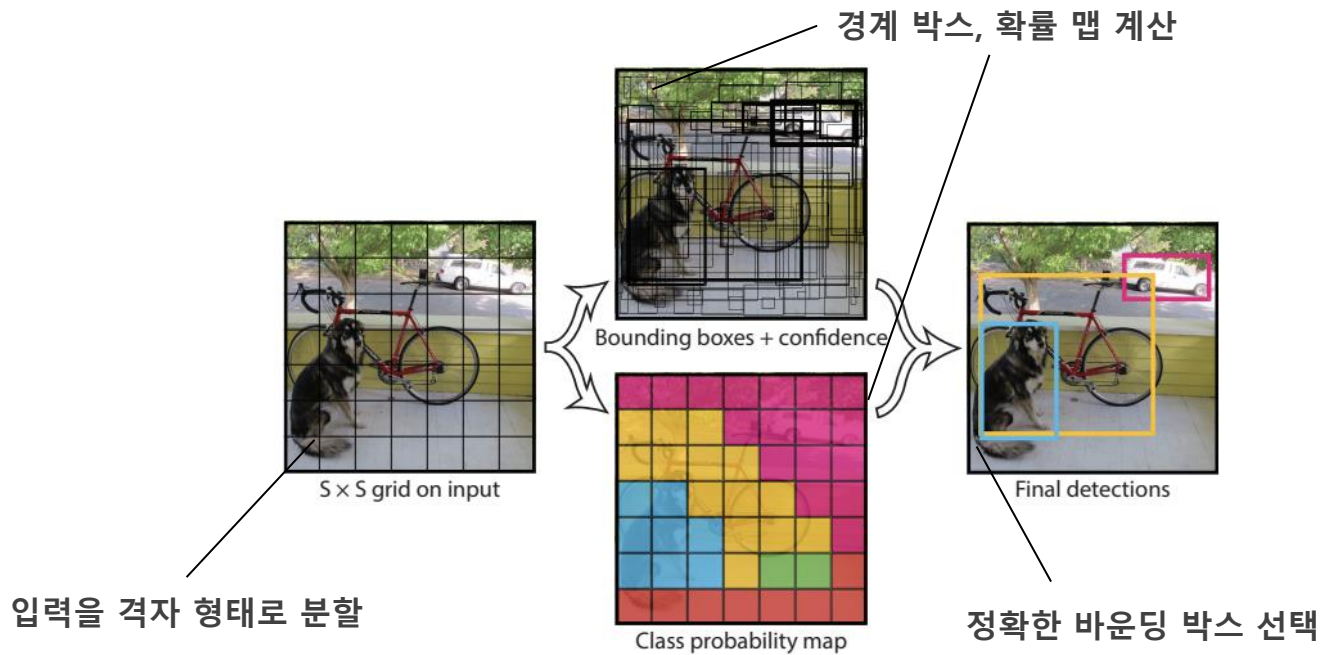 경계 박스, 확률 맵 계산
Bounding boxes + confidence
S × S grid on input
Final detections
입력을 격자 형태로 분할
정확한 바운딩 박스 선택
Class probability map